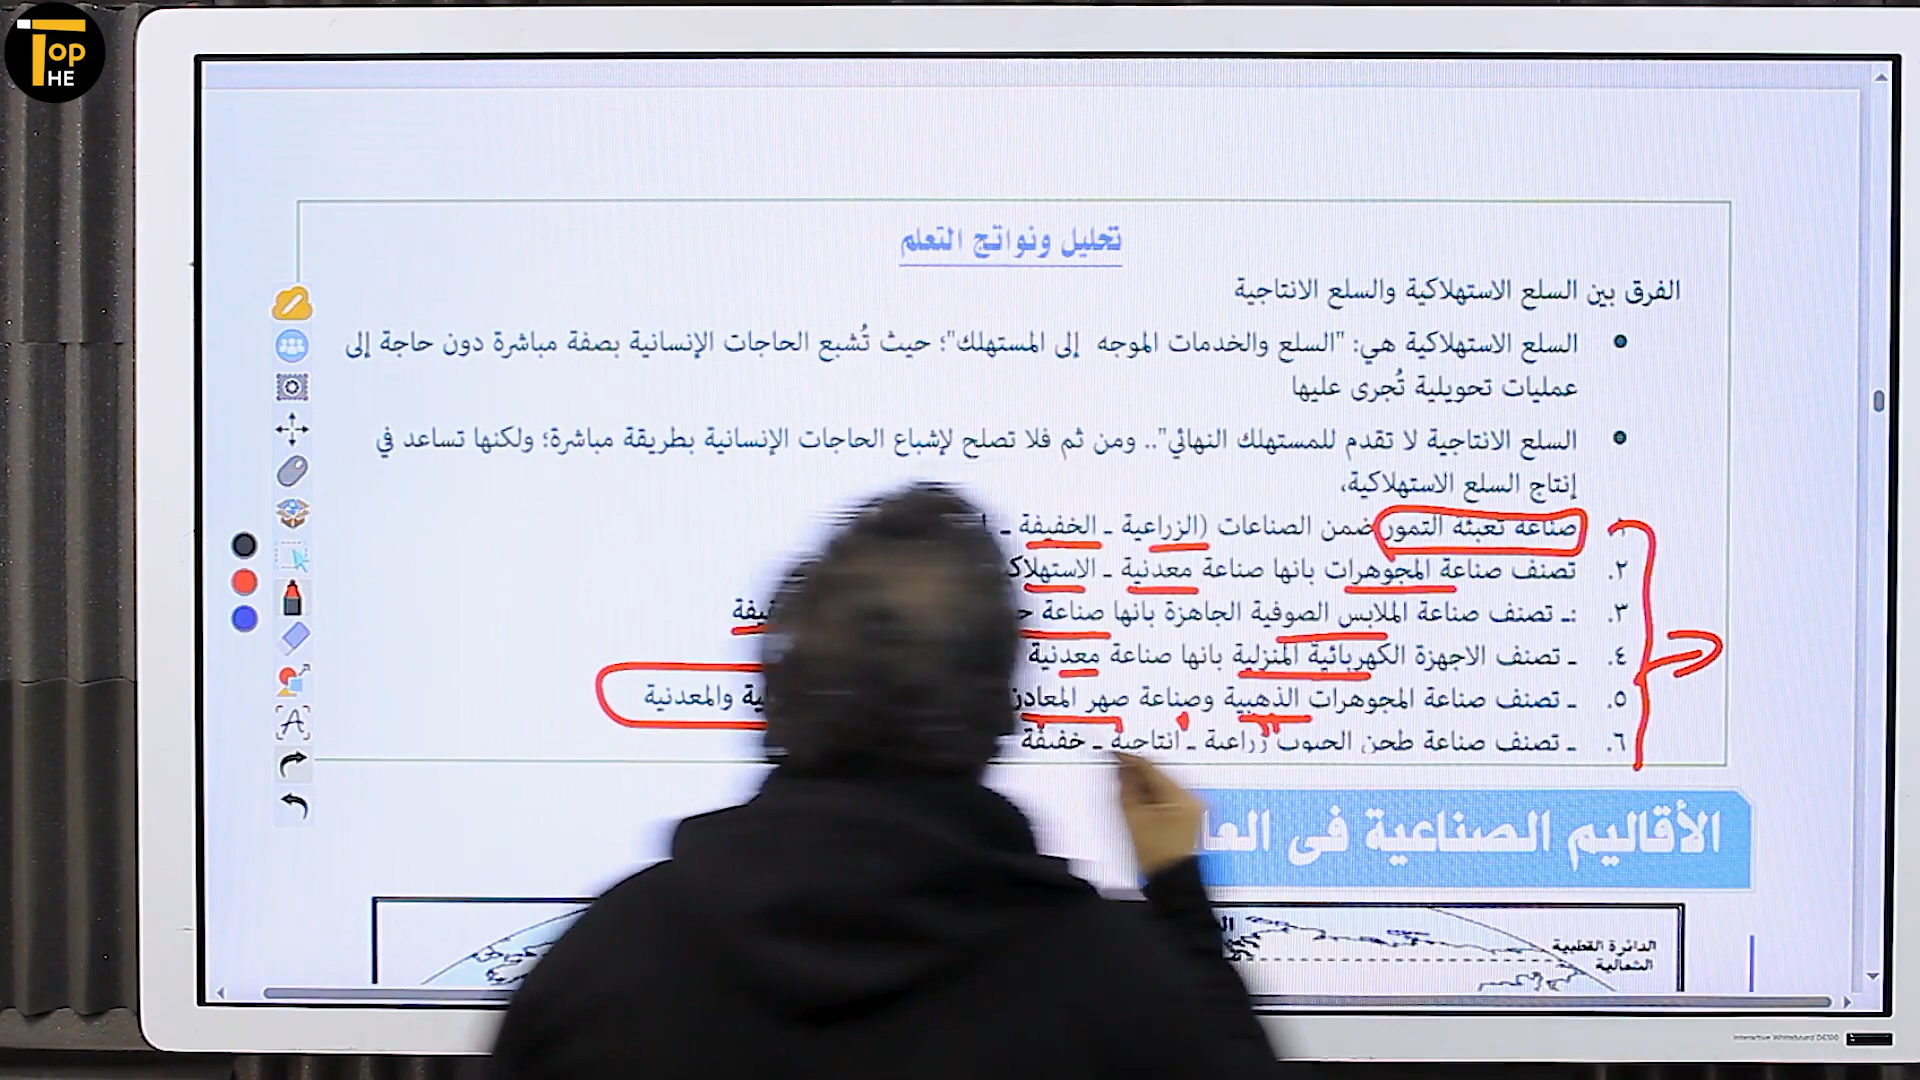 TOP
THE
تحليل ونواتج التعلم
الفرق بين السلع الاستهلاكية والسلع الانتاجية
السلع الاستهلاكية هي: "السلع والخدمات الموجه إلى المستهلك"؛ حيث تُشبع الحاجات الإنسانية بصفة مباشرة دون حاجة إلى
عمليات تحويلية تُجرى عليها
السلع الانتاجية لا تقدم للمستهلك النهائي".. ومن ثم فلا تصلح لإشباع الحاجات الإنسانية بطريقة مباشرة؛ ولكنها تساعد في
إنتاج السلع الاستهلاكية،
صناعة تعبئة التمور ضمن الصناعات (الزراعية ـ الخفيفة ـ
٢. تصنف صناعة المجوهرات بانها صناعة معدنية ـ
٣. :ـ تصنف صناعة الملابس الصوفية الجاهزة بانها صناعة
٤. ـ تصنف الاجهزة الكهربائية المنزلية بانها صناعة معدنية
٥. ـ تصنف صناعة المجوهرات الذهبية وصناعة صهر المعادن والمعدنية
٦. ـ تصنف صناعة طحن الحبوب زراعية ـ انتاجية ـ خفيفة
الأقاليم الصناعية فى
الدائرة القطبية
الشمالية